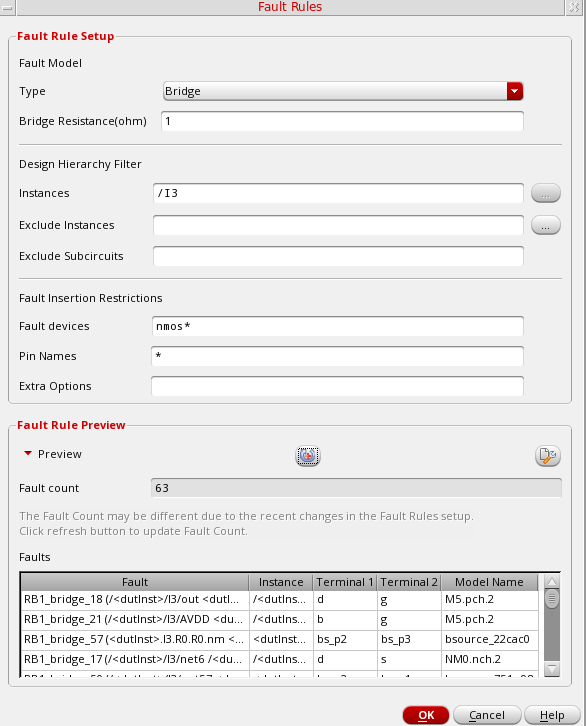 Fault Rules
Fault Rule Setup
Fault Model
Type Bridge
Bridge Resistance(ohm) 1
Design Hierarchy Filter
Instances /I3 ...
Exclude Instances ...
Exclude Subcircuits
Fault Insertion Restrictions
Fault devices nmos*
Pin Names *
Extra Options
Fault Rule Preview
Preview
Fault count 63
The Fault Count may be different due to the recent changes in the Fault Rules setup.
Click refresh button to update Fault Count.
Faults
Fault Instance Terminal 1 Terminal 2 Model Name
RB1_bridge_18 (/<dutInst>/I3/out <dutI... /<dutIns... d g M5.pch.2
RB1_bridge_21 (/<dutInst>/I3/AVDD <du... /<dutIns... b g M5.pch.2
RB1_bridge_57 (<dutInst>.I3.R0.R0.nm <... <dutInst... bs_p2 bs_p3 bsource_22cac0
RB1_bridge_17 (/<dutInst>/I3/net6 /<du... /<dutIns... d s NM0.nch.2
OK Cancel Help